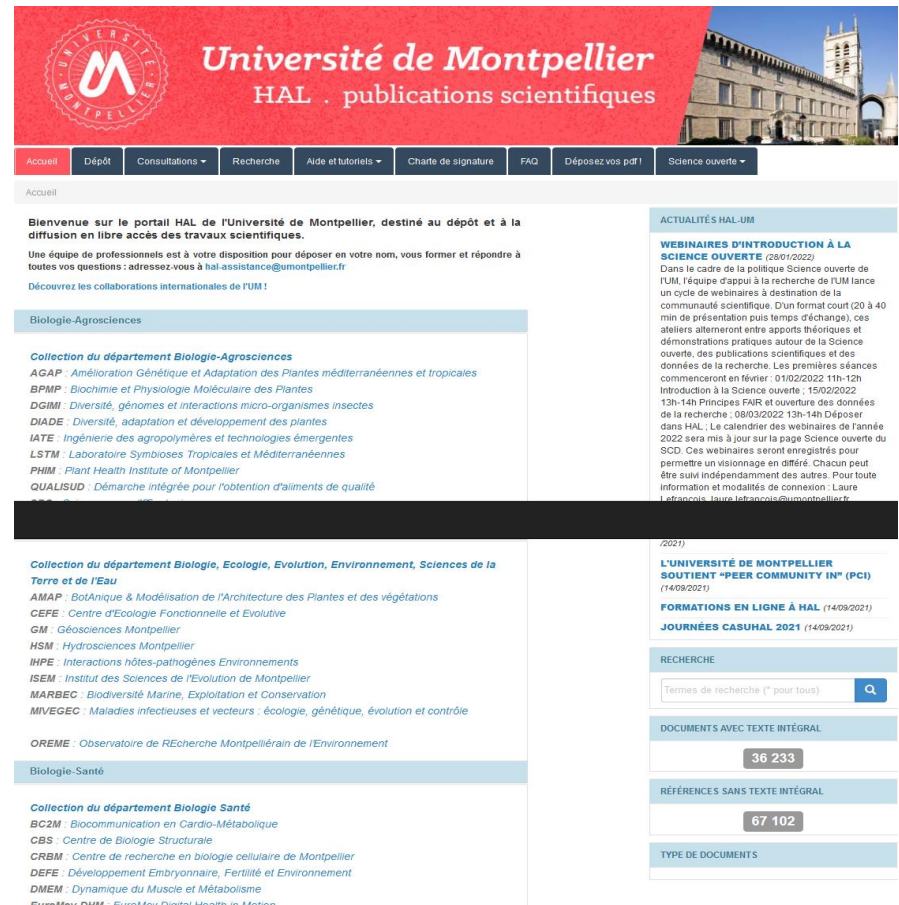 UNIVERSITÉ
MONTPELLIER
Université de Montpellier
HAL . publications scientifiques
Accueil
Dépôt
Consultations
Recherche
Aide et tutoriels
Charte de signature
FAQ
Déposez vos pdf !
Science ouverte
Accueil
Bienvenue sur le portail HAL de l'Université de Montpellier, destiné au dépôt et à la
diffusion en libre accès des travaux scientifiques.
Une équipe de professionnels est à votre disposition pour déposer en votre nom, vous former et répondre à
toutes vos questions : adressez-vous à hal-assistance@umontpellier.fr
Découvrez les collaborations internationales de l'UM !
Biologie-Agrosciences
Collection du département Biologie-Agrosciences
AGAP : Amélioration Génétique et Adaptation des Plantes méditerranéennes et tropicales
BPMP : Biochimie et Physiologie Moléculaire des Plantes
DGIMI : Diversité, génomes et interactions micro-organismes insectes
DIADE : Diversité, adaptation et développement des plantes
IATE : Ingénierie des agropolymères et technologies émergentes
LSTM : Laboratoire Symbioses Tropicales et Méditerranéennes
PHIM : Plant Health Institute of Montpellier
QUALISUD : Démarche intégrée pour l'obtention d'aliments de qualité
Collection du département Biologie, Ecologie, Evolution, Environnement, Sciences de la
Terre et de l'Eau
AMAP : BotAnique & Modélisation de l'Architecture des Plantes et des végétations
CEFE : Centre d'Ecologie Fonctionnelle et Evolutive
GM : Géosciences Montpellier
HSM : Hydrosciences Montpellier
IHPE : Interactions hôtes-pathogènes Environnements
ISEM : Institut des Sciences de l'Evolution de Montpellier
MARBEC : Biodiversité Marine, Exploitation et Conservation
MIVEGEC : Maladies infectieuses et vecteurs : écologie, génétique, évolution et contrôle
OREME : Observatoire de REcherche Montpelliérain de l'Environnement
Biologie-Santé
Collection du département Biologie Santé
BC2M : Biocommunication en Cardio-Métabolique
CBS : Centre de Biologie Structurale
CRBM : Centre de recherche en biologie cellulaire de Montpellier
DEFE : Développement Embryonnaire, Fertilité et Environnement
DMEM : Dynamique du Muscle et Métabolisme
EuroMov DHM : EuroMov Digital Health in Motion
ACTUALITÉS HAL-UM
WEBINAIRES D'INTRODUCTION À LA
SCIENCE OUVERTE (28/01/2022)
Dans le cadre de la politique Science ouverte de
l'UM, l'équipe d'appui à la recherche de l'UM lance
un cycle de webinaires à destination de la
communauté scientifique. D'un format court (20 à 40
min de présentation puis temps d'échange), ces
ateliers alterneront entre apports théoriques et
démonstrations pratiques autour de la Science
ouverte, des publications scientifiques et des
données de la recherche. Les premières séances
commenceront en février : 01/02/2022 11h-12h
Introduction à la Science ouverte ; 15/02/2022
13h-14h Principes FAIR et ouverture des données
de la recherche ; 08/03/2022 13h-14h Déposer
dans HAL ; Le calendrier des webinaires de l'année
2022 sera mis à jour sur la page Science ouverte du
SCD. Ces webinaires seront enregistrés pour
permettre un visionnage en différé. Chacun peut
être suivi indépendamment des autres. Pour toute
information et modalités de connexion : Laure
Lefrançois, laure.lefrancois@umontpellier.fr
/2021)
L'UNIVERSITÉ DE MONTPELLIER
SOUTIENT “PEER COMMUNITY IN” (PCI)
(14/09/2021)
FORMATIONS EN LIGNE À HAL (14/09/2021)
JOURNÉES CASUHAL 2021 (14/09/2021)
RECHERCHE
Termes de recherche (* pour tous)
DOCUMENTS AVEC TEXTE INTÉGRAL
36 233
RÉFÉRENCES SANS TEXTE INTÉGRAL
67 102
TYPE DE DOCUMENTS